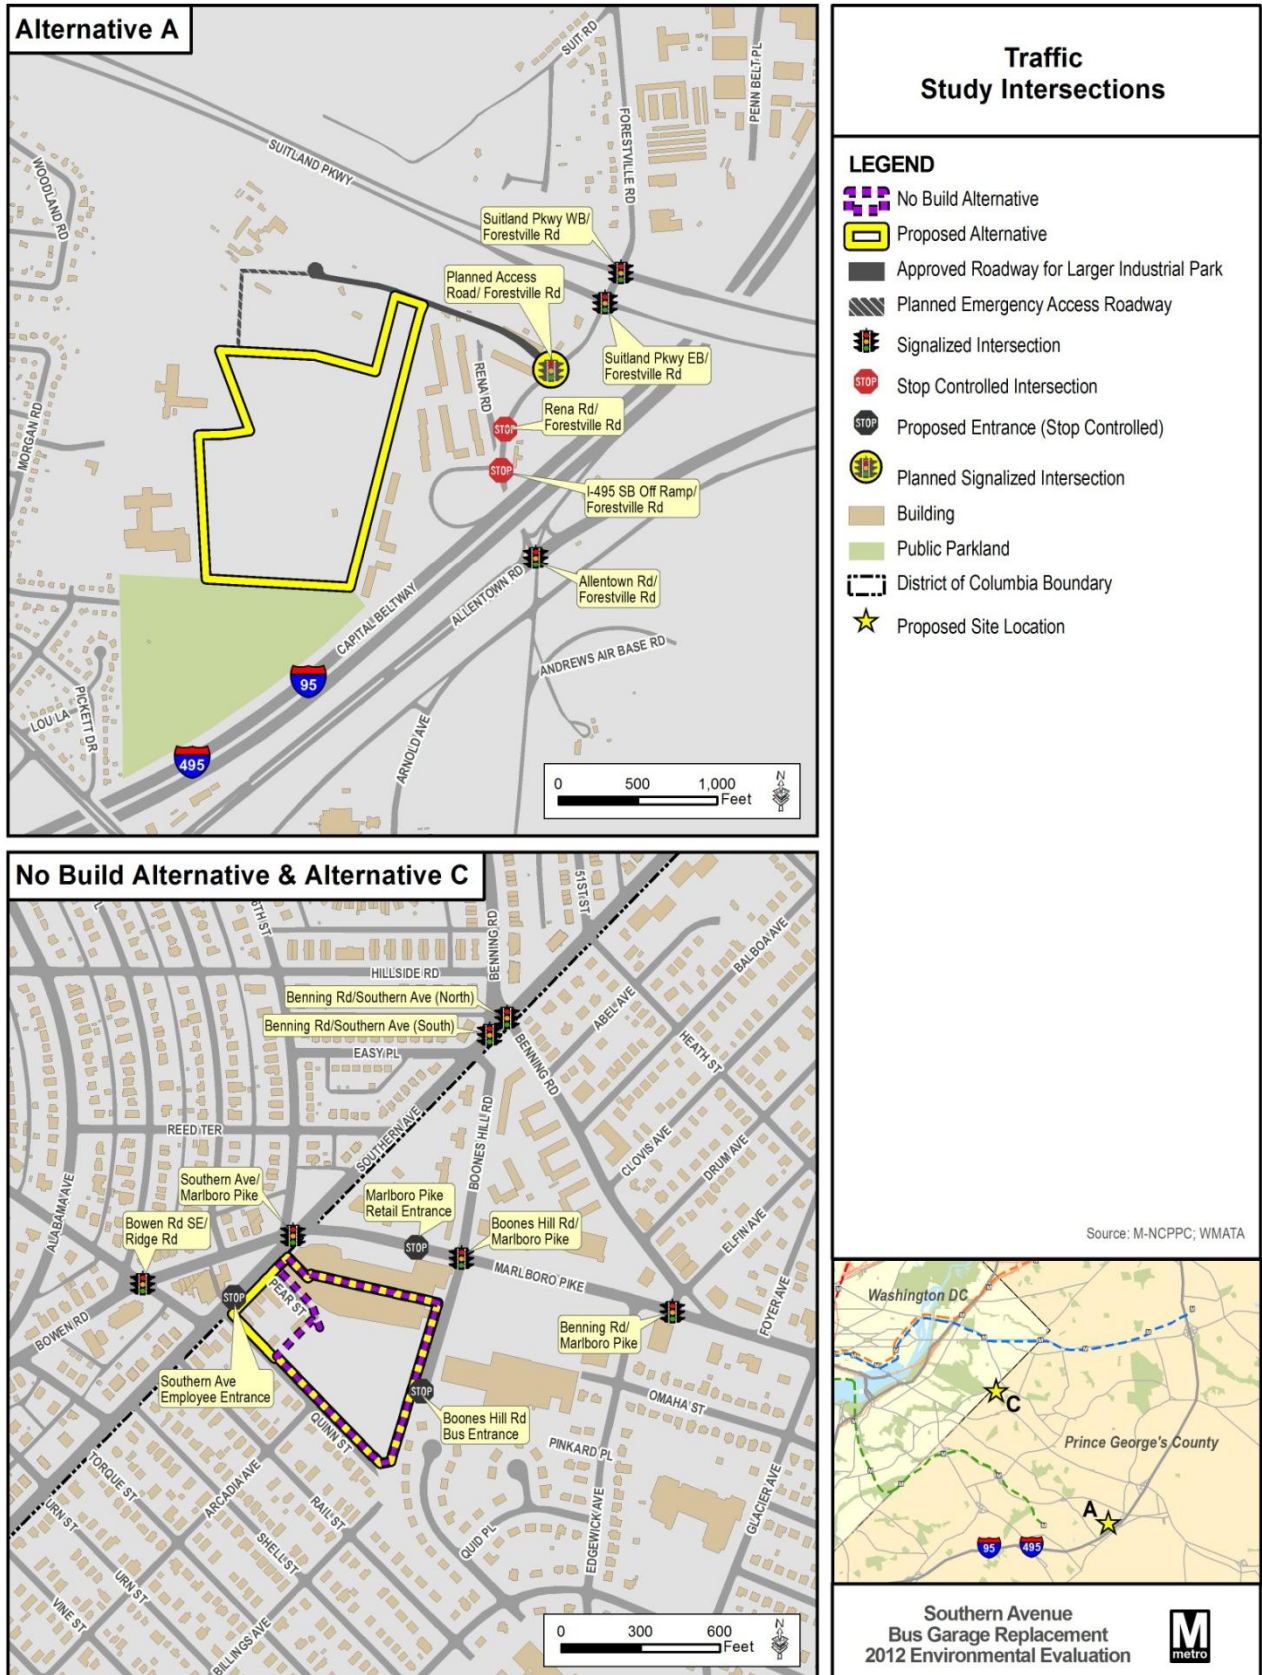 Alternative A
SUIT RD
PENN BELT PL
FORESTVILLE RD
SUITLAND PKWY
WOODLAND RD
Suitland Pkwy WB/
Forestville Rd
Planned Access
Road/ Forestville Rd
Suitland Pkwy EB/
Forestville Rd
RENA RD
Rena Rd/
Forestville Rd
STOP
STOP
I-495 SB Off Ramp/
Forestville Rd
MORGAN RD
Allentown Rd/
Forestville Rd
CAPITAL BELTWAY
ALLENTOWN RD
ANDREWS AIR BASE RD
ARNOLD AVE
LOU LA
PICKETT DR
95
495
0 500 1,000
Feet
N
No Build Alternative & Alternative C
51ST ST
BENNING RD
BALBOA AVE
HILLSIDE RD
Benning Rd/Southern Ave (North)
Benning Rd/Southern Ave (South)
ABEL AVE
EASY PL
BENNING RD
HEATH ST
REED TER
SOUTHERN AVE
BOONES HILL RD
CLOVIS AVE
DRUM AVE
ALABAMA AVE
Southern Ave/
Marlboro Pike
Marlboro Pike
Retail Entrance
Bowen Rd SE/
Ridge Rd
Boones Hill Rd/
Marlboro Pike
ELFIN AVE
STOP
MARLBORO PIKE
PEAR ST
STOP
BOWEN RD
FOYER AVE
Benning Rd/
Marlboro Pike
Southern Ave
Employee Entrance
STOP
Boones Hill Rd
Bus Entrance
OMAHA ST
QUINN ST
PINKARD PL
TORQUE ST
ARCADIA AVE
RAIL ST
GLACIER AVE
URN ST
SHELL ST
QUID PL
EDGEWICK AVE
URN ST
VINE ST
BILLINGS AVE
0 300 600
Feet
N
Traffic
Study Intersections
LEGEND
No Build Alternative
Proposed Alternative
Approved Roadway for Larger Industrial Park
Planned Emergency Access Roadway
Signalized Intersection
STOP Stop Controlled Intersection
STOP Proposed Entrance (Stop Controlled)
Planned Signalized Intersection
Building
Public Parkland
District of Columbia Boundary
Proposed Site Location
Source: M-NCPPC; WMATA
Washington DC
C
Prince George's County
A
95
495
Southern Avenue
Bus Garage Replacement
2012 Environmental Evaluation
M
metro